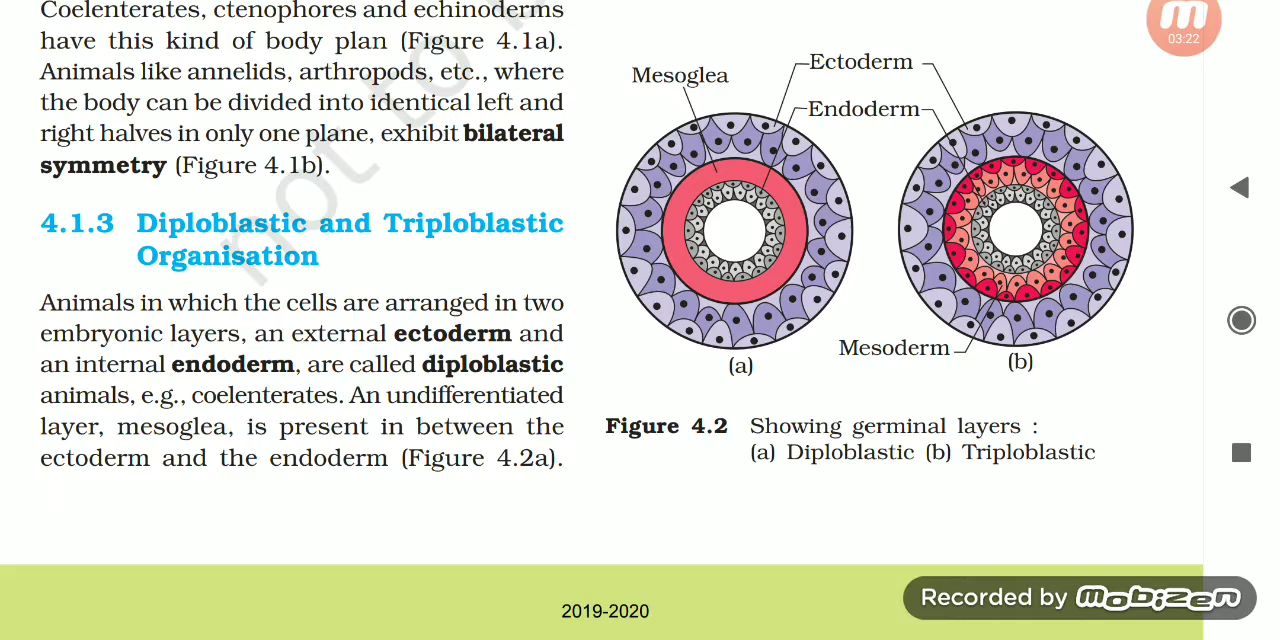 Coelenterates, ctenophores and echinoderms
have this kind of body plan (Figure 4.1a).
Animals like annelids, arthropods, etc., where
the body can be divided into identical left and
right halves in only one plane, exhibit bilateral
symmetry (Figure 4.1b).
4.1.3 Diploblastic and Triploblastic
Organisation
Animals in which the cells are arranged in two
embryonic layers, an external ectoderm and
an internal endoderm, are called diploblastic
animals, e.g., coelenterates. An undifferentiated
layer, mesoglea, is present in between the
ectoderm and the endoderm (Figure 4.2a).
not to
Mesoglea
Ectoderm
Endoderm
Mesoderm
(a)
(b)
Figure 4.2 Showing germinal layers :
(a) Diploblastic (b) Triploblastic
03:22
2019-2020
Recorded by mobizen